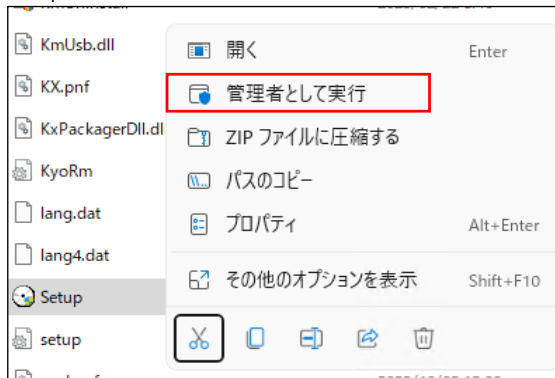 KmUsb.dll
開く Enter
KX.pnf
管理者として実行
KxPackagerDll.dl
ZIP ファイルに圧縮する
KyoRm
パスのコピー
lang.dat
プロパティ Alt+Enter
lang4.dat
その他のオプションを表示 Shift+F10
Setup
setup